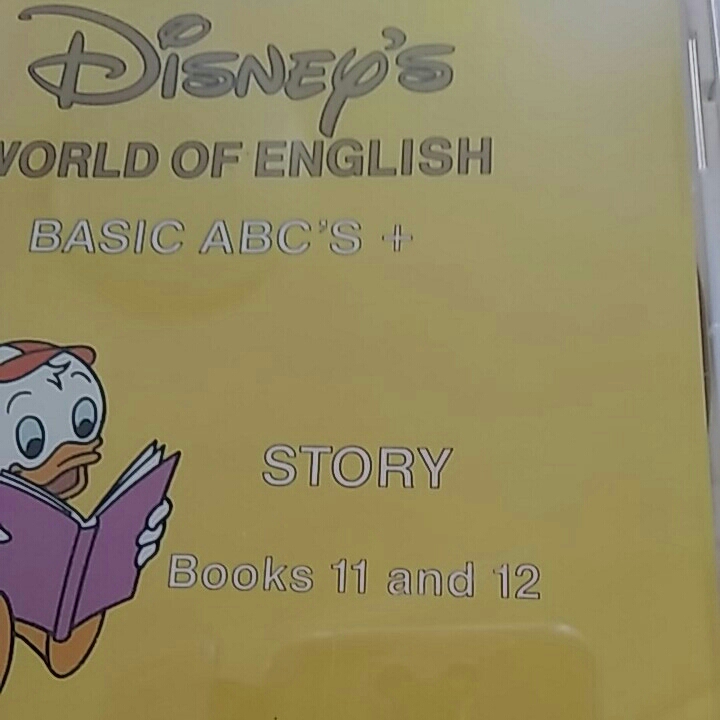 Disney's
WORLD OF ENGLISH
BASIC ABC'S +
STORY
Books 11 and 12